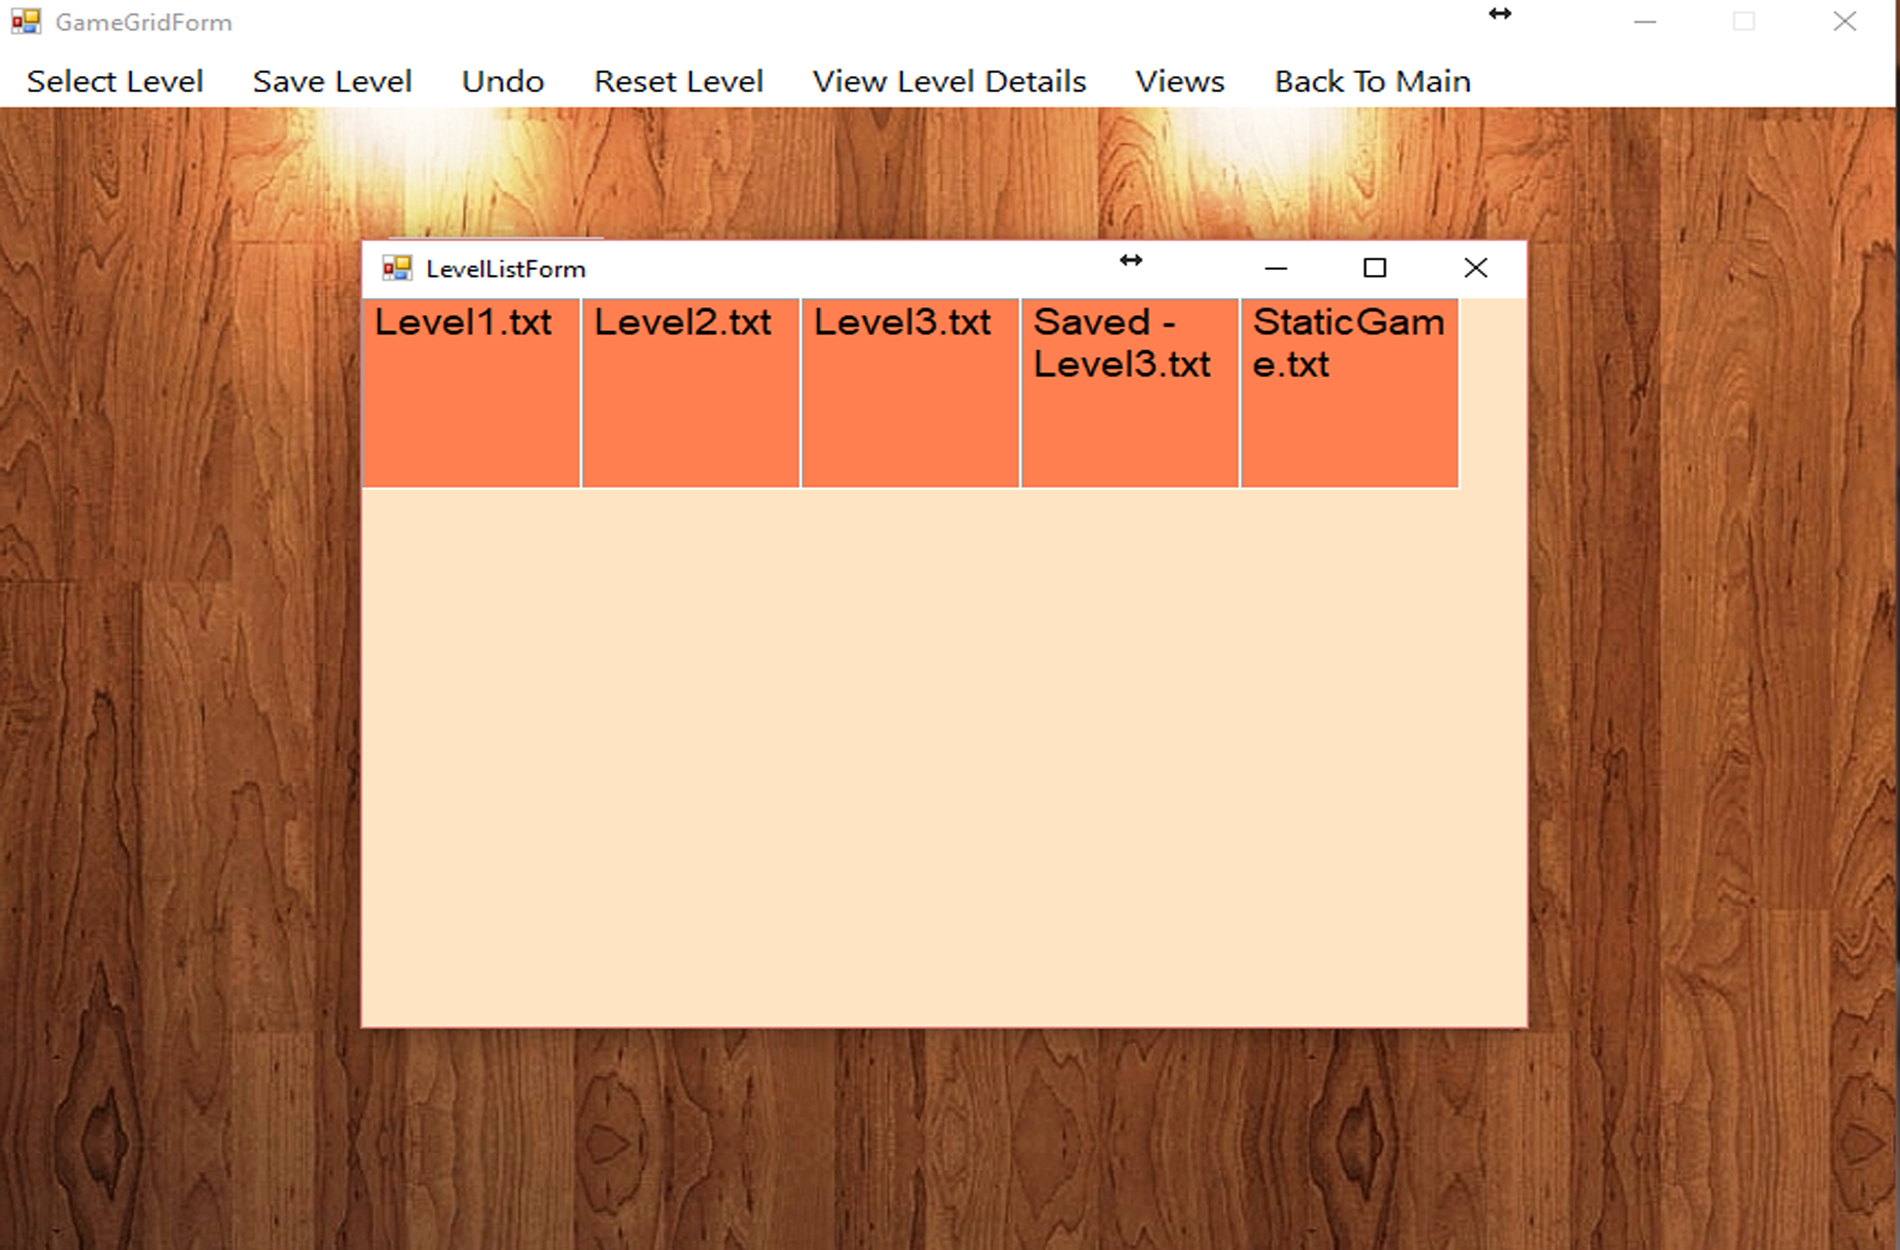 GameGridForm
Select Level Save Level Undo Reset Level View Level Details Views Back To Main
LevelListForm
Level1.txt
Level2.txt
Level3.txt
Saved -
Level3.txt
StaticGam
e.txt